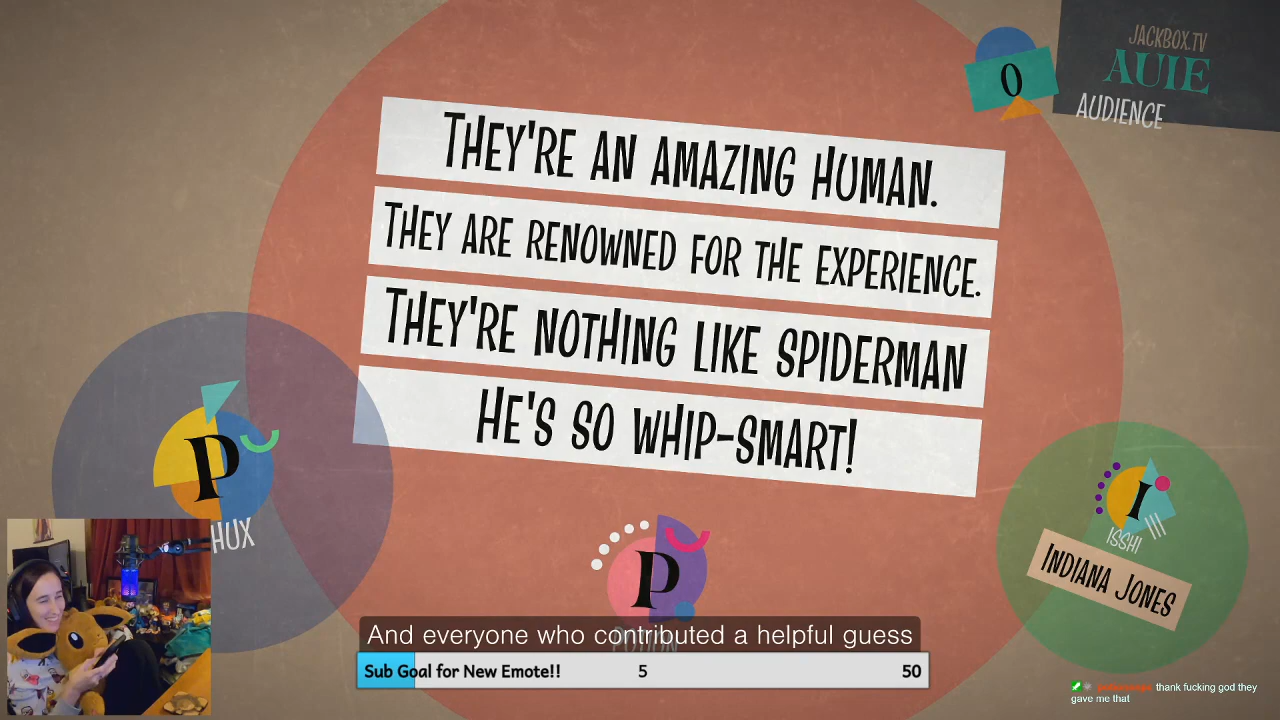 JACKBOX.TV
AUIE
AUDIENCE
0
THEY'RE AN AMAZING HUMAN.
THEY ARE RENOWNED FOR THE EXPERIENCE.
THEY'RE NOTHING LIKE SPIDERMAN
HE'S SO WHIP-SMART!
P
HUX
P
I
ISSHI
INDIANA JONES
And everyone who contributed a helpful guess
Sub Goal for New Emote!! 5 50
thank fucking god they
gave me that